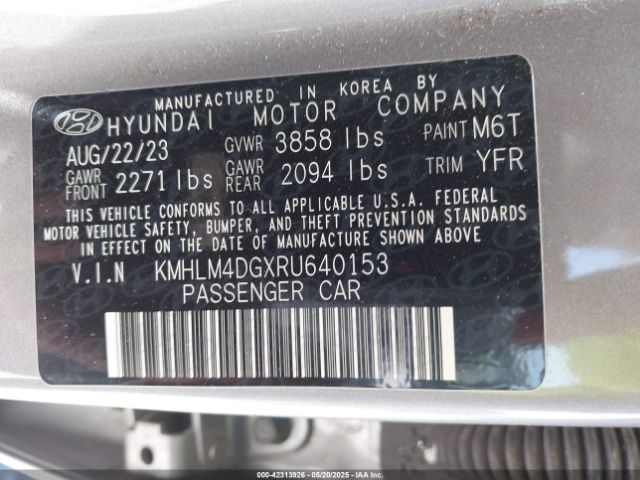 MANUFACTURED IN KOREA BY
HYUNDAI MOTOR COMPANY
AUG/22/23 GVWR 3858 lbs PAINT M6T
GAWR FRONT 2271 lbs GAWR REAR 2094 lbs TRIM YFR
THIS VEHICLE CONFORMS TO ALL APPLICABLE U.S.A. FEDERAL
MOTOR VEHICLE SAFETY, BUMPER, AND THEFT PREVENTION STANDARDS
IN EFFECT ON THE DATE OF MANUFACTURE SHOWN ABOVE.
V.I.N KMHLM4DGXRU640153
PASSENGER CAR
000-42313926 - 05/20/2025 - IAAI.CA